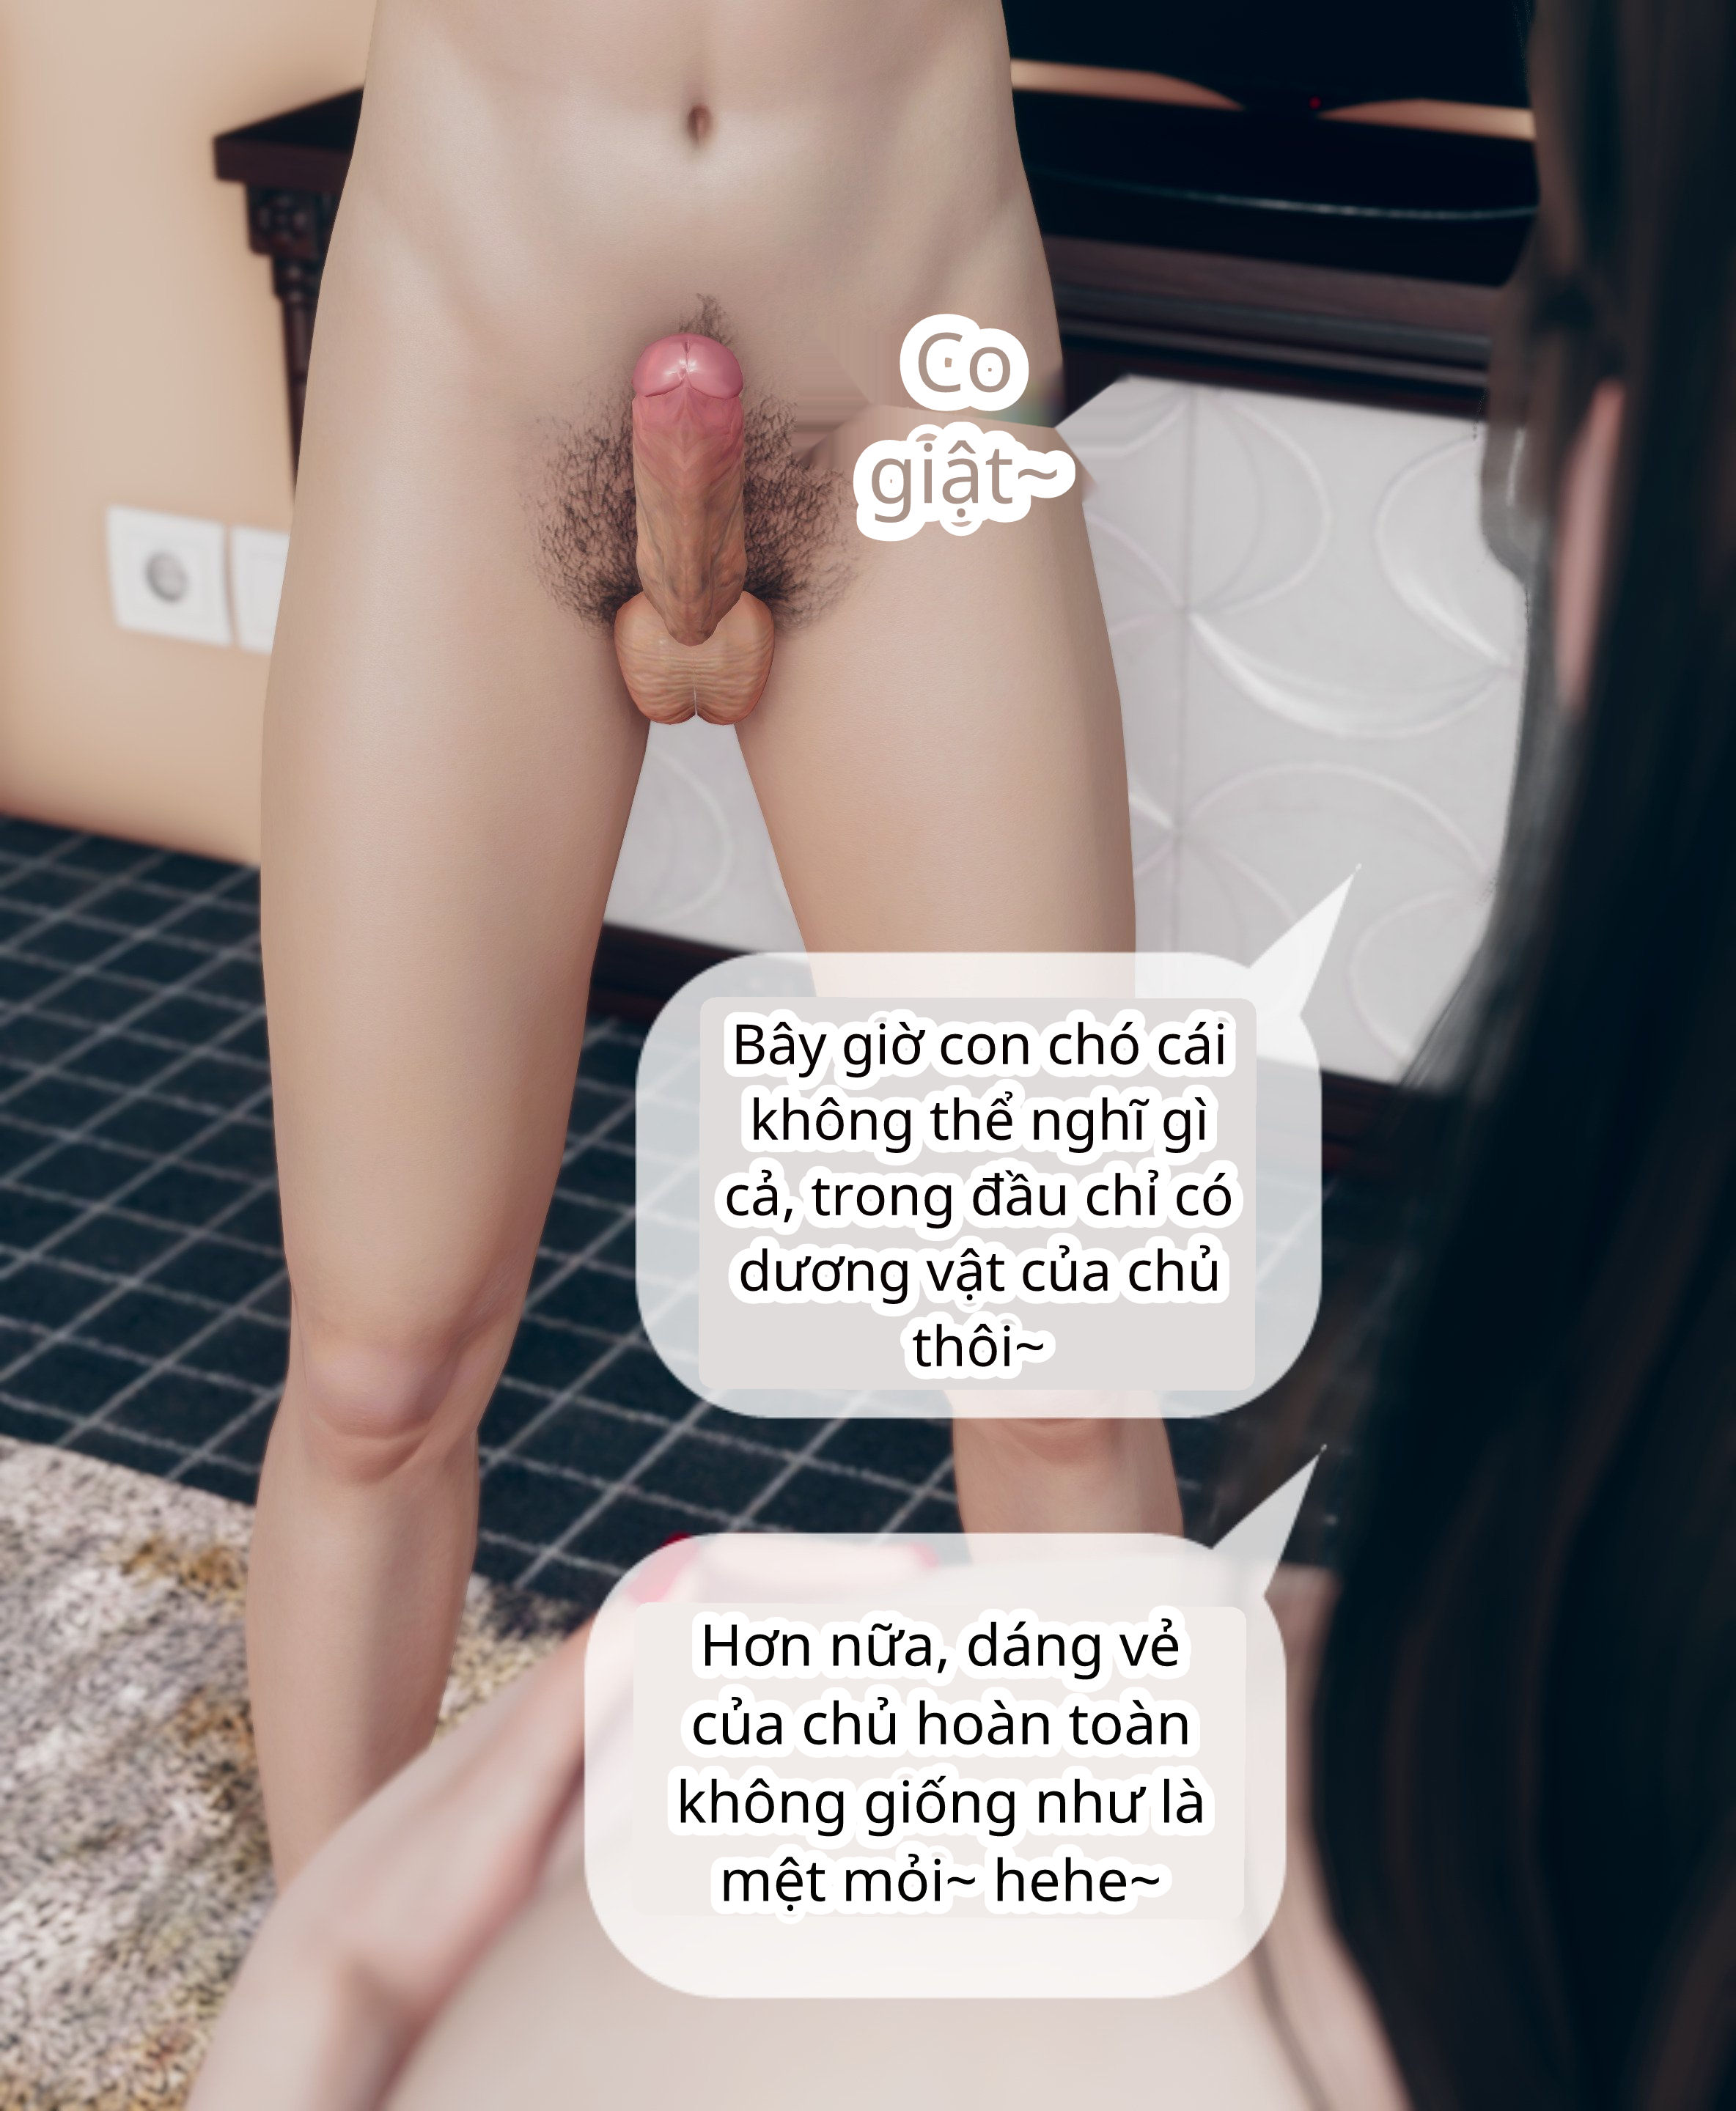 Co
giật~
Bây giờ con chó cái
không thể nghĩ gì
cả, trong đầu chỉ có
dương vật của chủ
thôi~
Hơn nữa, dáng vẻ
của chủ hoàn toàn
không giống như là
mệt mỏi~ hehe~